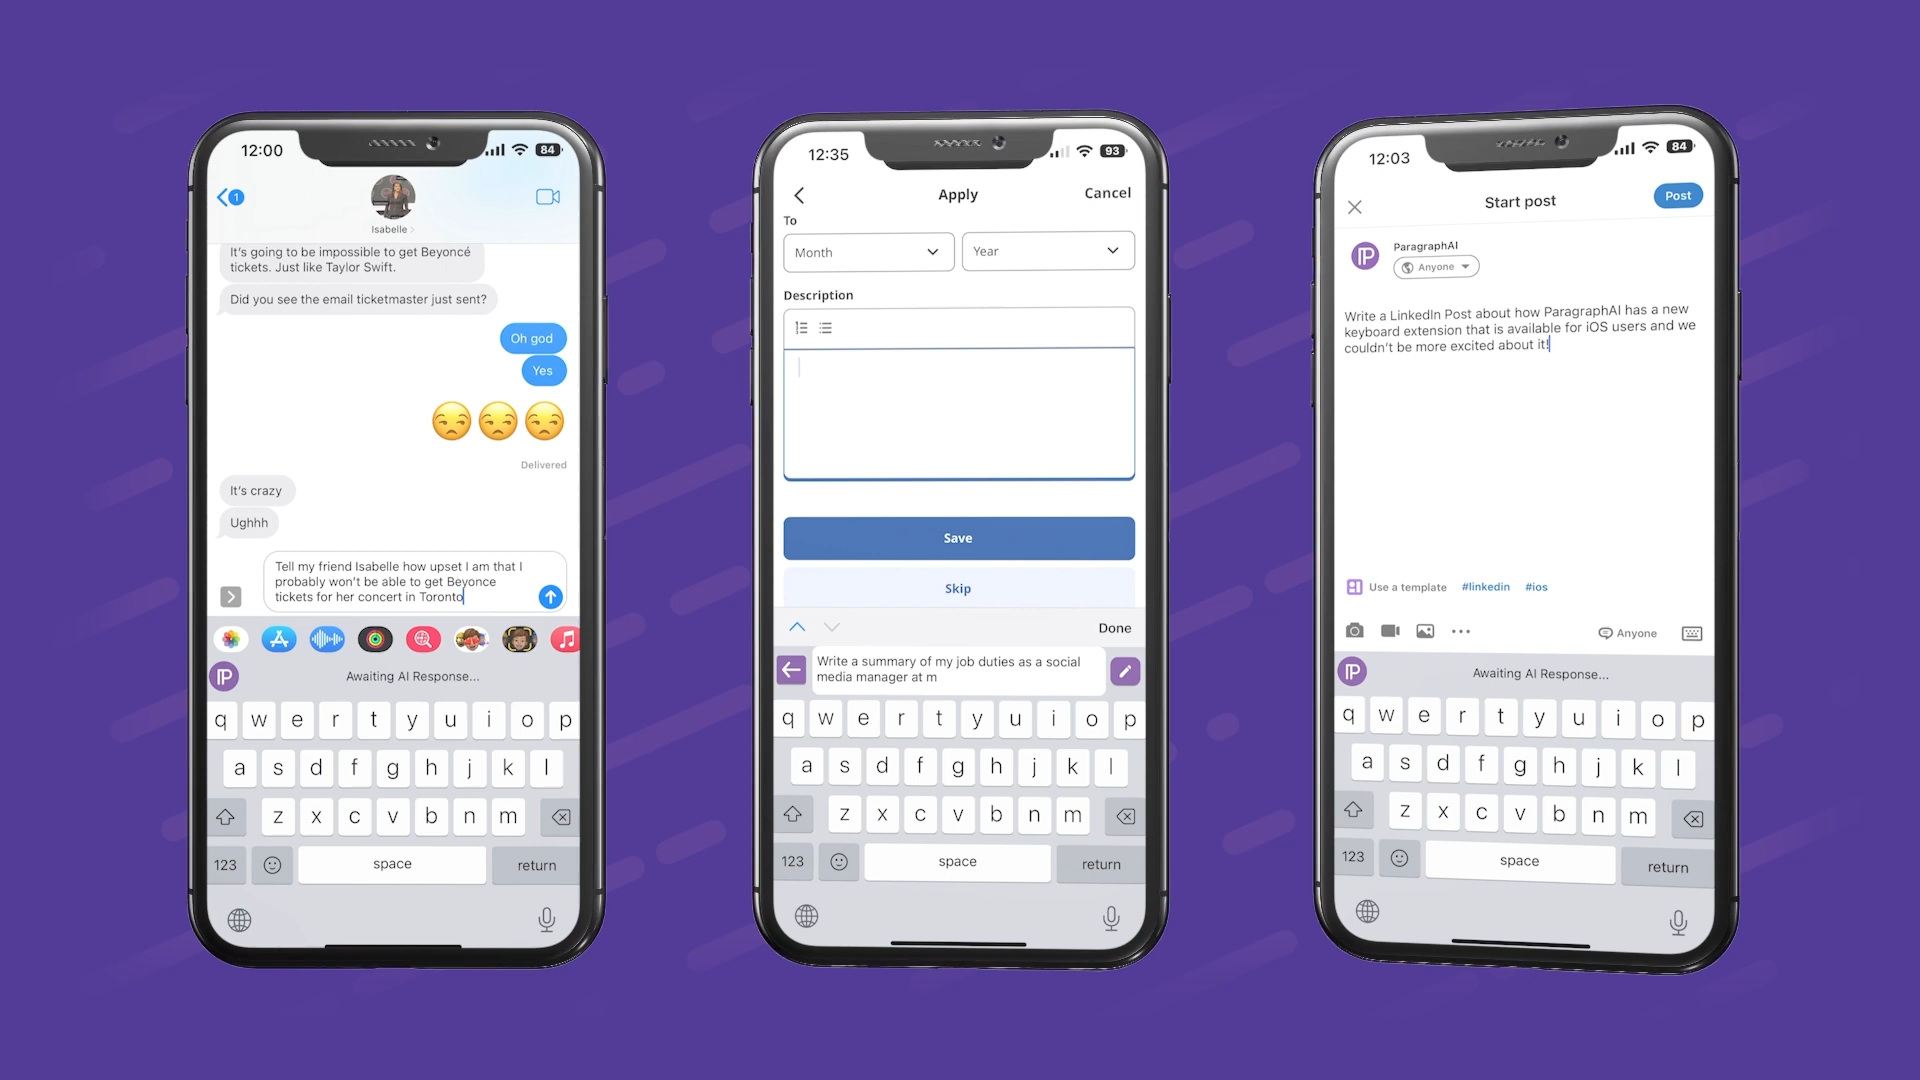 12:00
84
1
Isabelle
It's going to be impossible to get Beyoncé
tickets. Just like Taylor Swift.
Did you see the email ticketmaster just sent?
Oh god
Yes
Delivered
It's crazy
Ughhh
Tell my friend Isabelle how upset I am that I
probably won't be able to get Beyonce
tickets for her concert in Toronto
Awaiting AI Response...
q w e r t y u i o p
a s d f g h j k l
z x c v b n m
123 space return
12:35
93
Apply
Cancel
To
Month
Year
Description
Save
Skip
Done
Write a summary of my job duties as a social
media manager at m
q w e r t y u i o p
a s d f g h j k l
z x c v b n m
123 space return
12:03
84
Start post
Post
ParagraphAI
Anyone
Write a LinkedIn Post about how ParagraphAI has a new
keyboard extension that is available for iOS users and we
couldn't be more excited about it!
Use a template #linkedin #ios
Anyone
Awaiting AI Response...
q w e r t y u i o p
a s d f g h j k l
z x c v b n m
123 space return